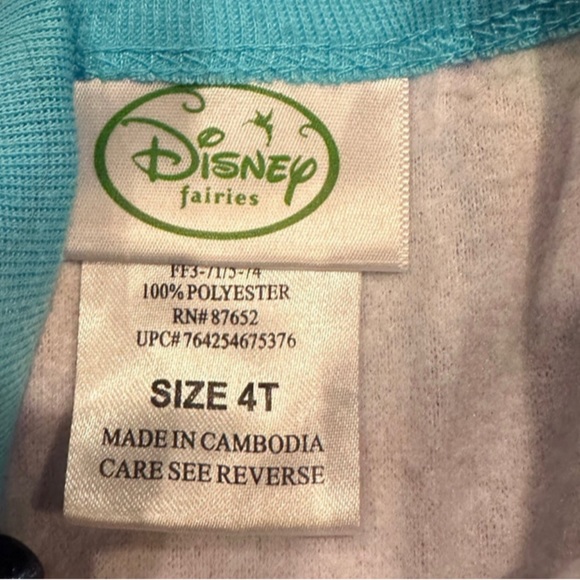 Disney
fairies
100% POLYESTER
RN# 87652
UPC# 764254675376
SIZE 4T
MADE IN CAMBODIA
CARE SEE REVERSE